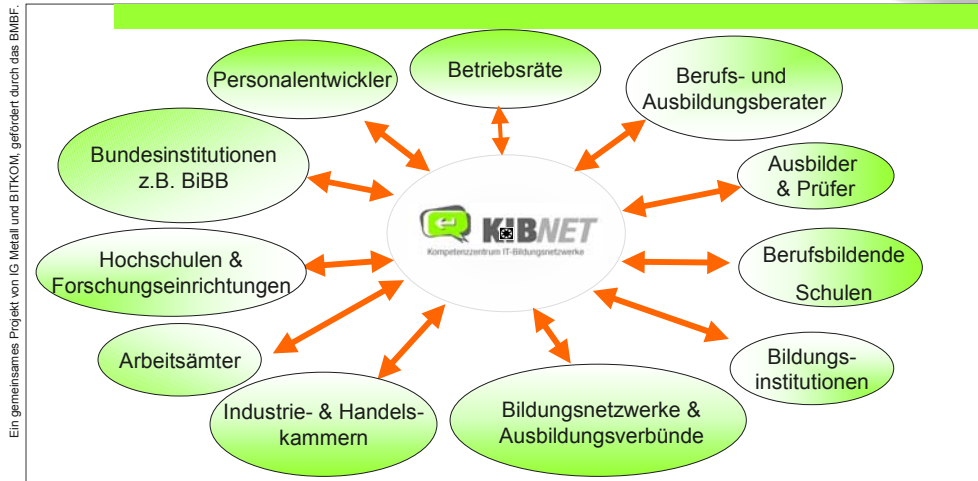 Ein gemeinsames Projekt von IG Metall und BITKOM, gefördert durch das BMBF.
Personalentwickler
Betriebsräte
Berufs- und
Ausbildungsberater
Bundesinstitutionen
z.B. BiBB
Ausbilder
& Prüfer
KIBNET
Kompetenzzentrum IT-Bildungsnetzwerke
Hochschulen &
Forschungseinrichtungen
Berufsbildende
Schulen
Arbeitsämter
Bildungs-
institutionen
Industrie- & Handels-
kammern
Bildungsnetzwerke &
Ausbildungsverbünde